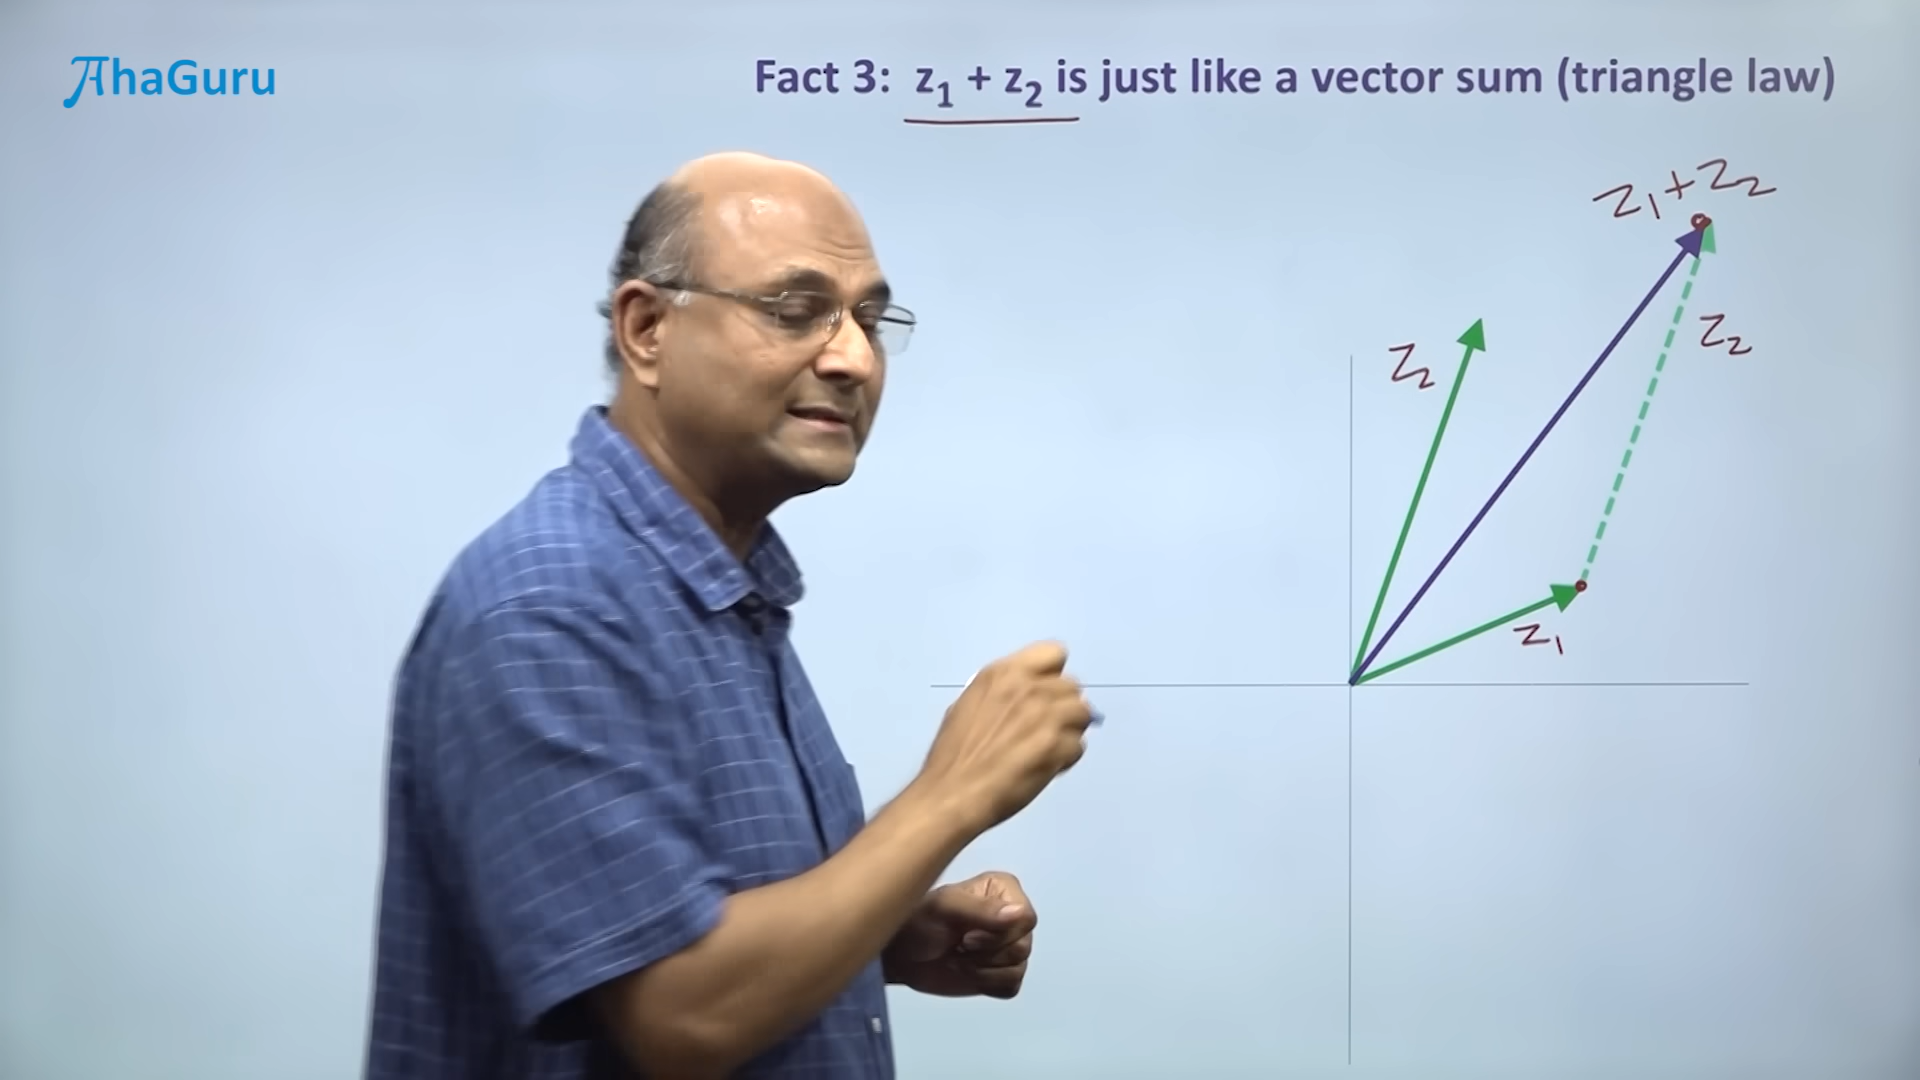 AhaGuru
Fact 3: z₁ + z₂ is just like a vector sum (triangle law)
z₁+z₂
z₂
z₂
z₁